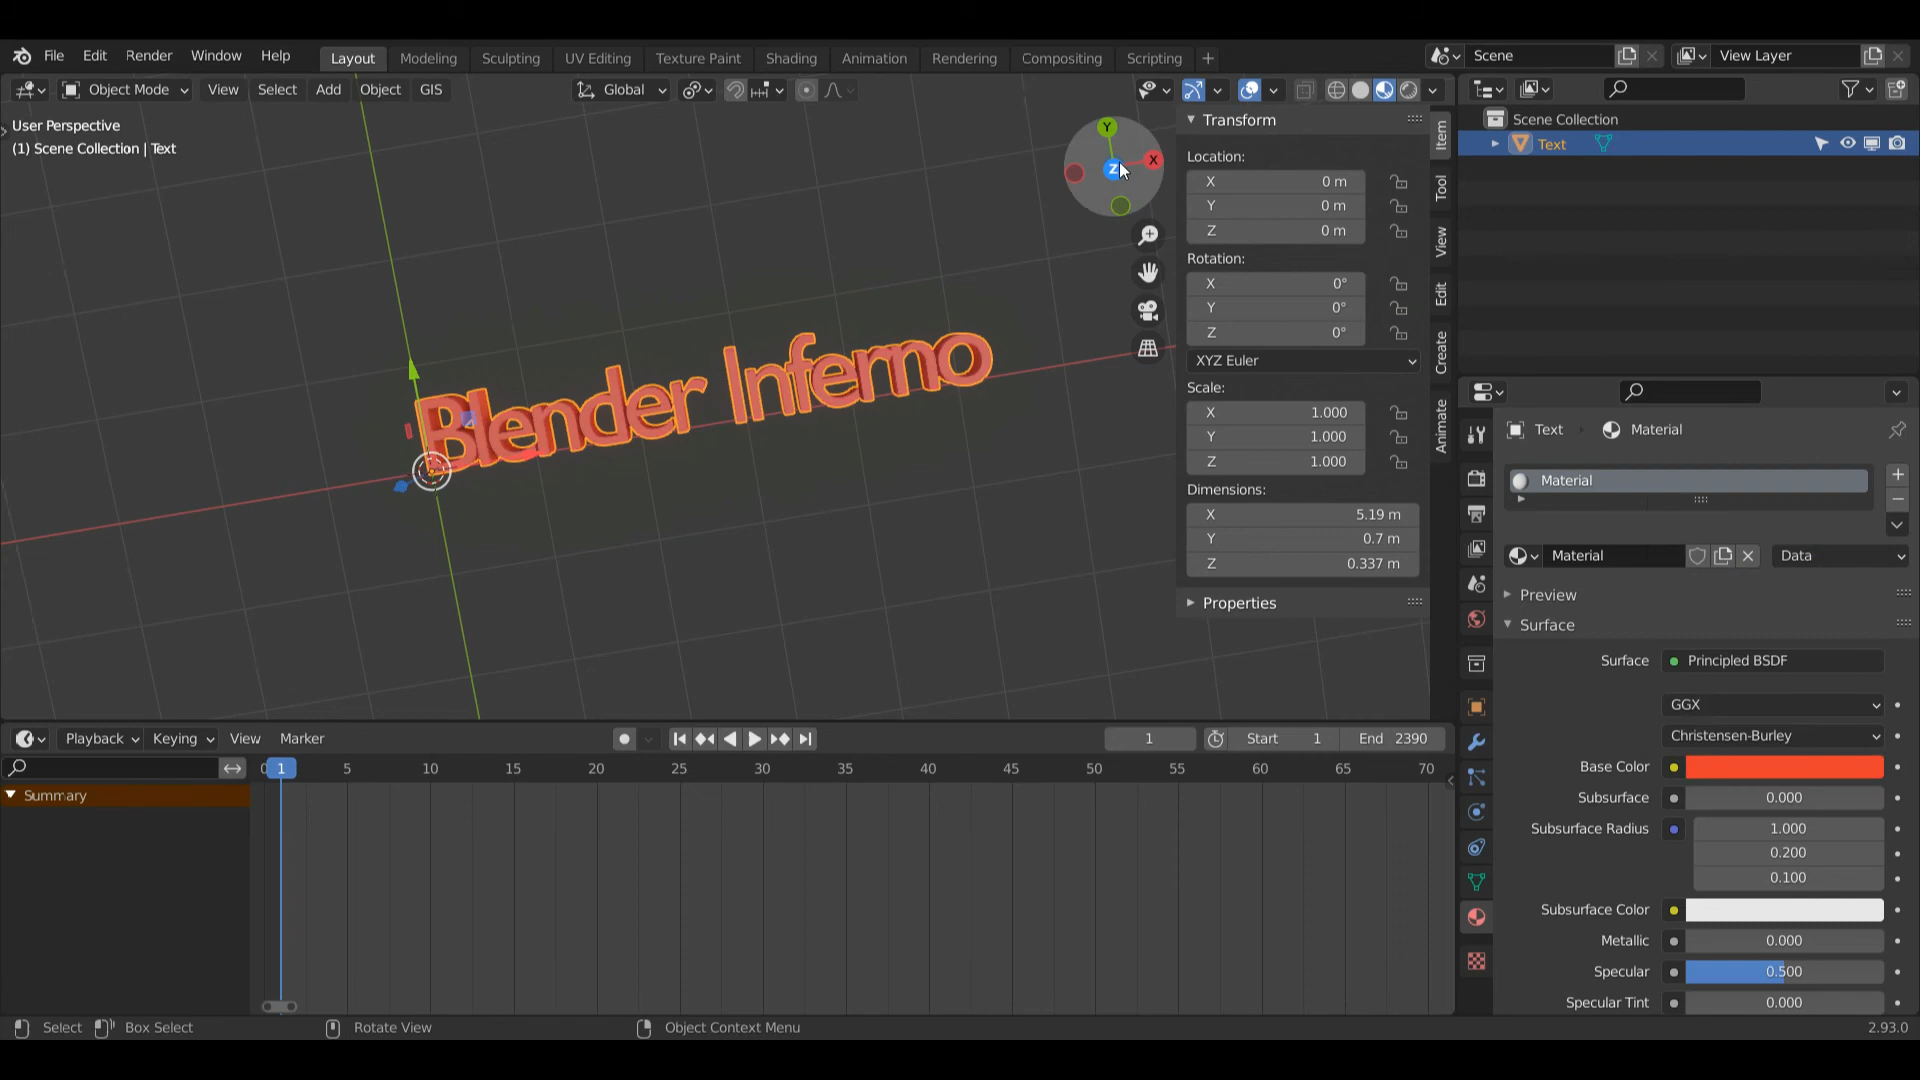 File Edit Render Window Help Layout Modeling Sculpting UV Editing Texture Paint Shading Animation Rendering Compositing Scripting + Scene View Layer
Object Mode View Select Add Object GIS Global
User Perspective
(1) Scene Collection | Text
Blender Inferno
Y
X
Z
Transform
Location:
X 0 m
Y 0 m
Z 0 m
Rotation:
X 0°
Y 0°
Z 0°
XYZ Euler
Scale:
X 1.000
Y 1.000
Z 1.000
Dimensions:
X 5.19 m
Y 0.7 m
Z 0.337 m
Properties
Item
Tool
View
Edit
Create
Animate
Scene Collection
Text
Text Material
Material
Material Data
Preview
Surface
Surface Principled BSDF
GGX
Christensen-Burley
Base Color
Subsurface 0.000
Subsurface Radius 1.000
0.200
0.100
Subsurface Color
Metallic 0.000
Specular 0.500
Specular Tint 0.000
Playback Keying View Marker 1 Start 1 End 2390
0 1 5 10 15 20 25 30 35 40 45 50 55 60 65 70
Summary
Select Box Select Rotate View Object Context Menu 2.93.0